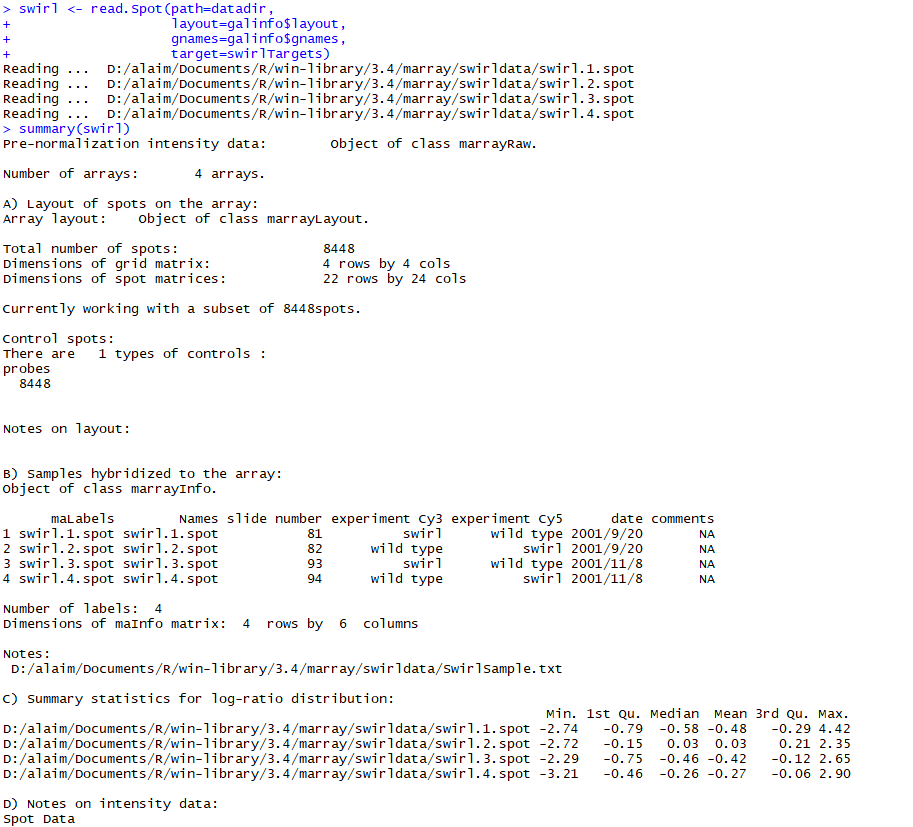 > swirl <- read.Spot(path=datadir,
+                    layout=galinfo$layout,
+                    gnames=galinfo$gnames,
+                    target=swirlTargets)
Reading ...  D:/alaim/Documents/R/win-library/3.4/marray/swirldata/swirl.1.spot
Reading ...  D:/alaim/Documents/R/win-library/3.4/marray/swirldata/swirl.2.spot
Reading ...  D:/alaim/Documents/R/win-library/3.4/marray/swirldata/swirl.3.spot
Reading ...  D:/alaim/Documents/R/win-library/3.4/marray/swirldata/swirl.4.spot
> summary(swirl)
Pre-normalization intensity data:        Object of class marrayRaw.
Number of arrays:       4 arrays.
A) Layout of spots on the array:
Array layout:    Object of class marrayLayout.
Total number of spots:                  8448
Dimensions of grid matrix:              4 rows by 4 cols
Dimensions of spot matrices:            22 rows by 24 cols
Currently working with a subset of 8448spots.
Control spots:
There are   1 types of controls :
probes
  8448
Notes on layout:
B) Samples hybridized to the array:
Object of class marrayInfo.
      maLabels        Names slide number experiment Cy3 experiment Cy5      date comments
1 swirl.1.spot swirl.1.spot           81          swirl      wild type 2001/9/20       NA
2 swirl.2.spot swirl.2.spot           82      wild type          swirl 2001/9/20       NA
3 swirl.3.spot swirl.3.spot           93          swirl      wild type 2001/11/8       NA
4 swirl.4.spot swirl.4.spot           94      wild type          swirl 2001/11/8       NA
Number of labels:  4
Dimensions of maInfo matrix:  4  rows by  6  columns
Notes:
 D:/alaim/Documents/R/win-library/3.4/marray/swirldata/SwirlSample.txt
C) Summary statistics for log-ratio distribution:
                                                                    Min. 1st Qu. Median  Mean 3rd Qu. Max.
D:/alaim/Documents/R/win-library/3.4/marray/swirldata/swirl.1.spot -2.74   -0.79  -0.58 -0.48   -0.29 4.42
D:/alaim/Documents/R/win-library/3.4/marray/swirldata/swirl.2.spot -2.72   -0.15   0.03  0.03    0.21 2.35
D:/alaim/Documents/R/win-library/3.4/marray/swirldata/swirl.3.spot -2.29   -0.75  -0.46 -0.42   -0.12 2.65
D:/alaim/Documents/R/win-library/3.4/marray/swirldata/swirl.4.spot -3.21   -0.46  -0.26 -0.27   -0.06 2.90
D) Notes on intensity data:
Spot Data